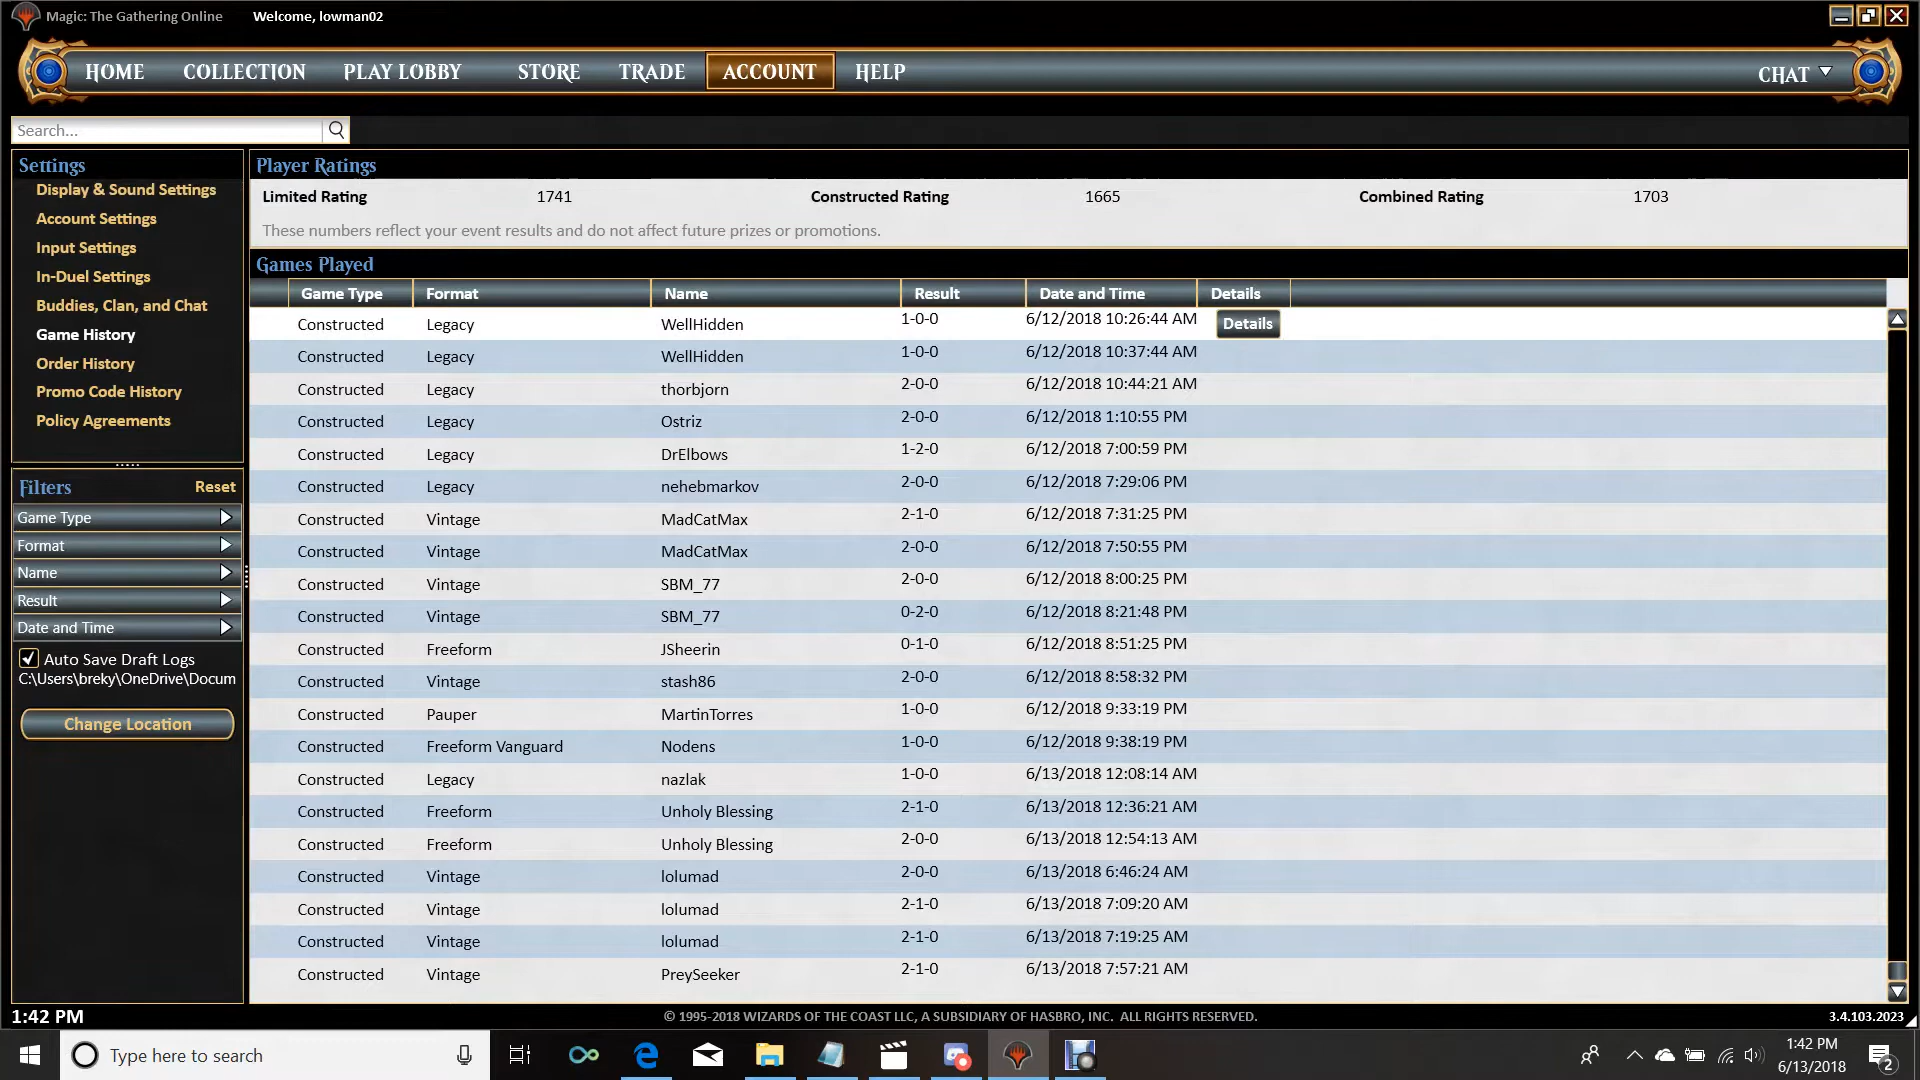 Magic: The Gathering Online Welcome, lowman02
HOME COLLECTION PLAY LOBBY STORE TRADE ACCOUNT HELP CHAT
Search...
Settings
Display & Sound Settings
Account Settings
Input Settings
In-Duel Settings
Buddies, Clan, and Chat
Game History
Order History
Promo Code History
Policy Agreements
Filters Reset
Game Type
Format
Name
Result
Date and Time
Auto Save Draft Logs
C:\Users\breky\OneDrive\Docum
Change Location
Player Ratings
Limited Rating 1741 Constructed Rating 1665 Combined Rating 1703
These numbers reflect your event results and do not affect future prizes or promotions.
Games Played
Game Type Format Name Result Date and Time Details
Constructed Legacy WellHidden 1-0-0 6/12/2018 10:26:44 AM Details
Constructed Legacy WellHidden 1-0-0 6/12/2018 10:37:44 AM
Constructed Legacy thorbjorn 2-0-0 6/12/2018 10:44:21 AM
Constructed Legacy Ostriz 2-0-0 6/12/2018 1:10:55 PM
Constructed Legacy DrElbows 1-2-0 6/12/2018 7:00:59 PM
Constructed Legacy nehebmarkov 2-0-0 6/12/2018 7:29:06 PM
Constructed Vintage MadCatMax 2-1-0 6/12/2018 7:31:25 PM
Constructed Vintage MadCatMax 2-0-0 6/12/2018 7:50:55 PM
Constructed Vintage SBM_77 2-0-0 6/12/2018 8:00:25 PM
Constructed Vintage SBM_77 0-2-0 6/12/2018 8:21:48 PM
Constructed Freeform JSheerin 0-1-0 6/12/2018 8:51:25 PM
Constructed Vintage stash86 2-0-0 6/12/2018 8:58:32 PM
Constructed Pauper MartinTorres 1-0-0 6/12/2018 9:33:19 PM
Constructed Freeform Vanguard Nodens 1-0-0 6/12/2018 9:38:19 PM
Constructed Legacy nazlak 1-0-0 6/13/2018 12:08:14 AM
Constructed Freeform Unholy Blessing 2-1-0 6/13/2018 12:36:21 AM
Constructed Freeform Unholy Blessing 2-0-0 6/13/2018 12:54:13 AM
Constructed Vintage lolumad 2-0-0 6/13/2018 6:46:24 AM
Constructed Vintage lolumad 2-1-0 6/13/2018 7:09:20 AM
Constructed Vintage lolumad 2-1-0 6/13/2018 7:19:25 AM
Constructed Vintage PreySeeker 2-1-0 6/13/2018 7:57:21 AM
1:42 PM © 1995-2018 WIZARDS OF THE COAST LLC, A SUBSIDIARY OF HASBRO, INC. ALL RIGHTS RESERVED. 3.4.103.2023
Type here to search
1:42 PM
6/13/2018
2